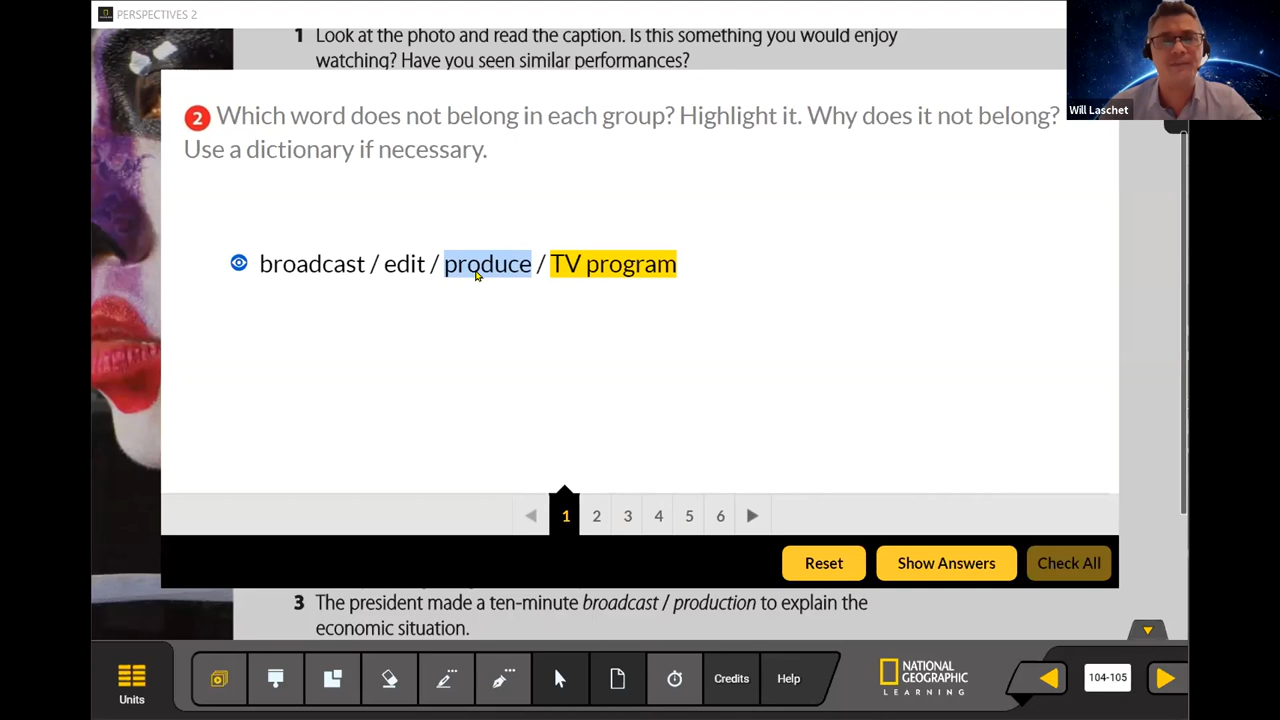 PERSPECTIVES 2
1 Look at the photo and read the caption. Is this something you would enjoy
watching? Have you seen similar performances?
Will Laschet
2 Which word does not belong in each group? Highlight it. Why does it not belong?
Use a dictionary if necessary.
broadcast / edit / produce / TV program
1 2 3 4 5 6
Reset Show Answers Check All
3 The president made a ten-minute broadcast / production to explain the
economic situation.
Units
Credits
Help
NATIONAL
GEOGRAPHIC
LEARNING
104-105